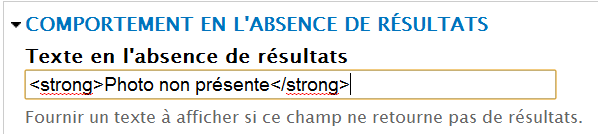 COMPORTEMENT EN L'ABSENCE DE RÉSULTATS
Texte en l'absence de résultats
<strong>Photo non présente</strong>
Fournir un texte à afficher si ce champ ne retourne pas de résultats.